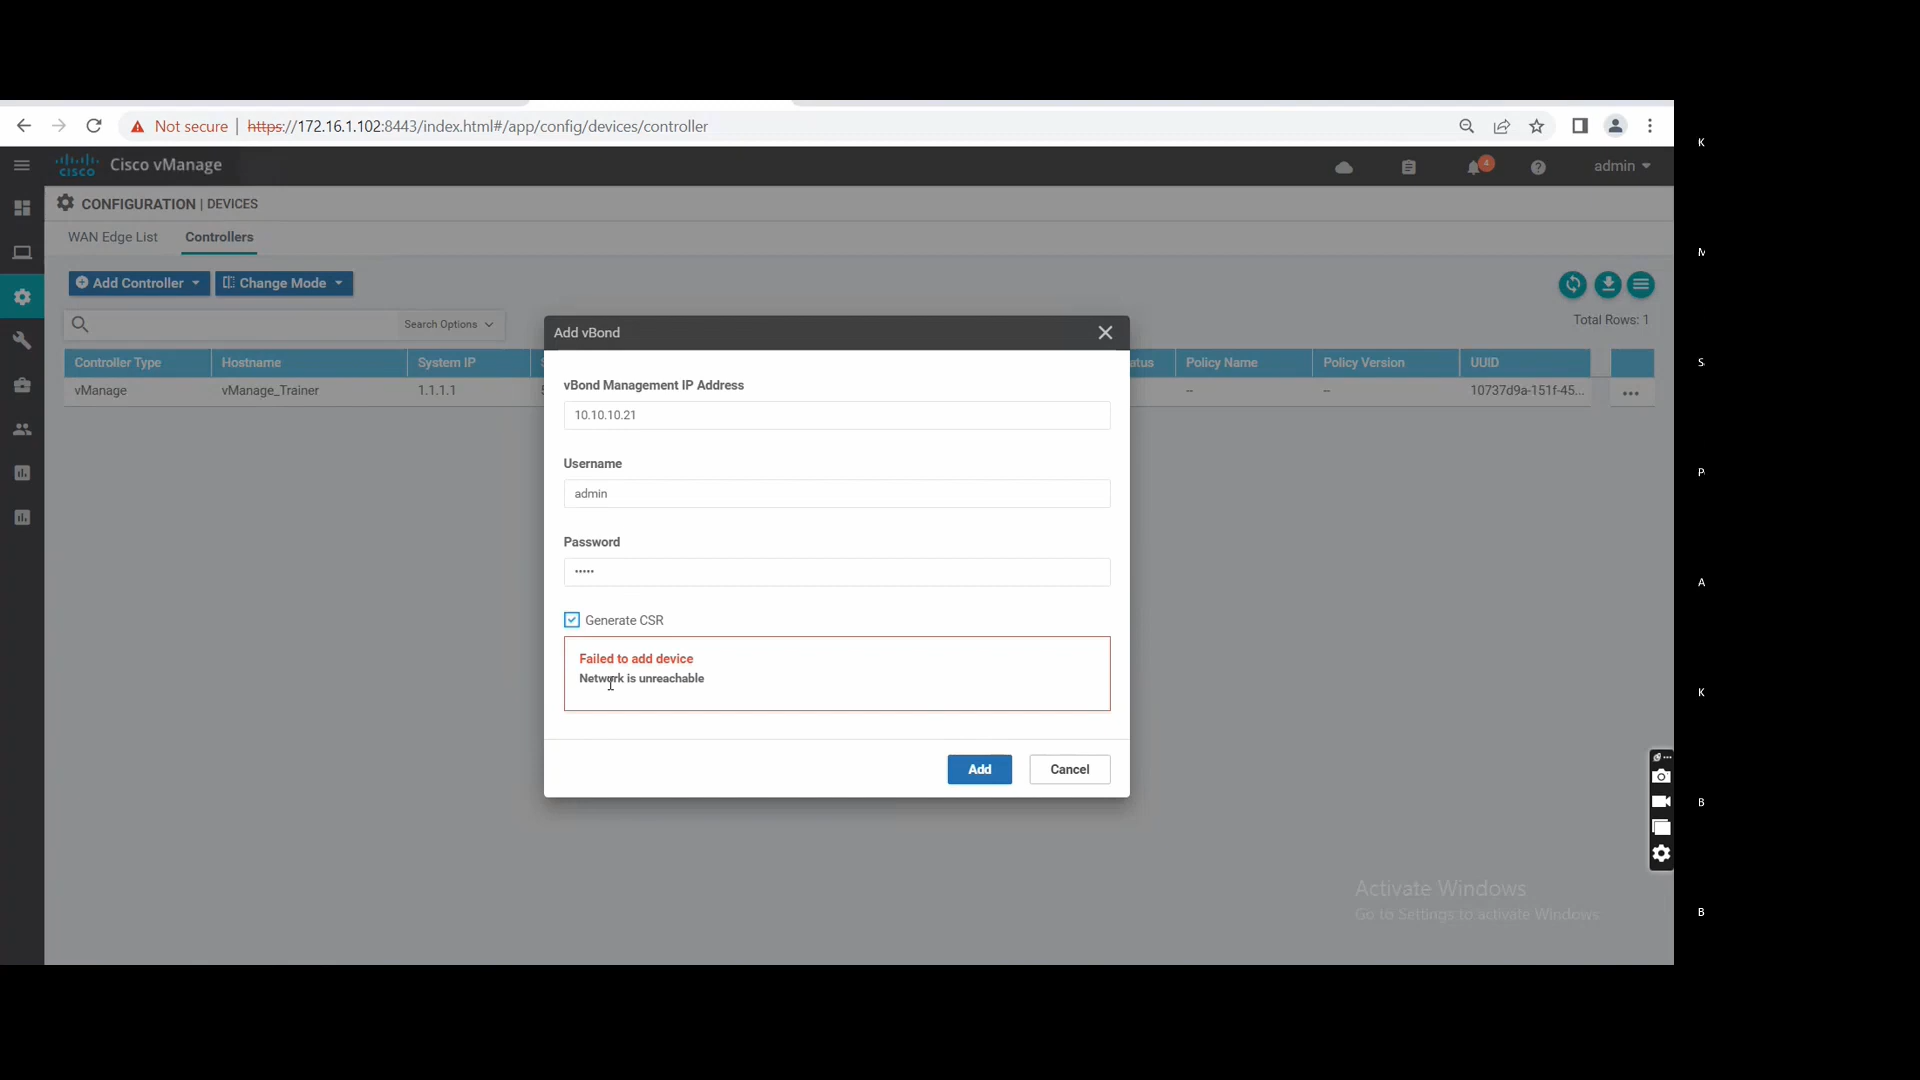 Not secure | https://172.16.1.102:8443/index.html#/app/config/devices/controller
K
cisco Cisco vManage
4
admin
CONFIGURATION | DEVICES
WAN Edge List Controllers
Add Controller Change Mode
Search Options
Total Rows: 1
Controller Type Hostname System IP atus Policy Name Policy Version UUID
vManage vManage_Trainer 1.1.1.1 -- -- 10737d9a-151f-45... ...
Add vBond
vBond Management IP Address
10.10.10.21
Username
admin
Password
•••••
Generate CSR
Failed to add device
Network is unreachable
Add Cancel
S
P
A
K
B
B
Activate Windows
Go to Settings to activate Windows